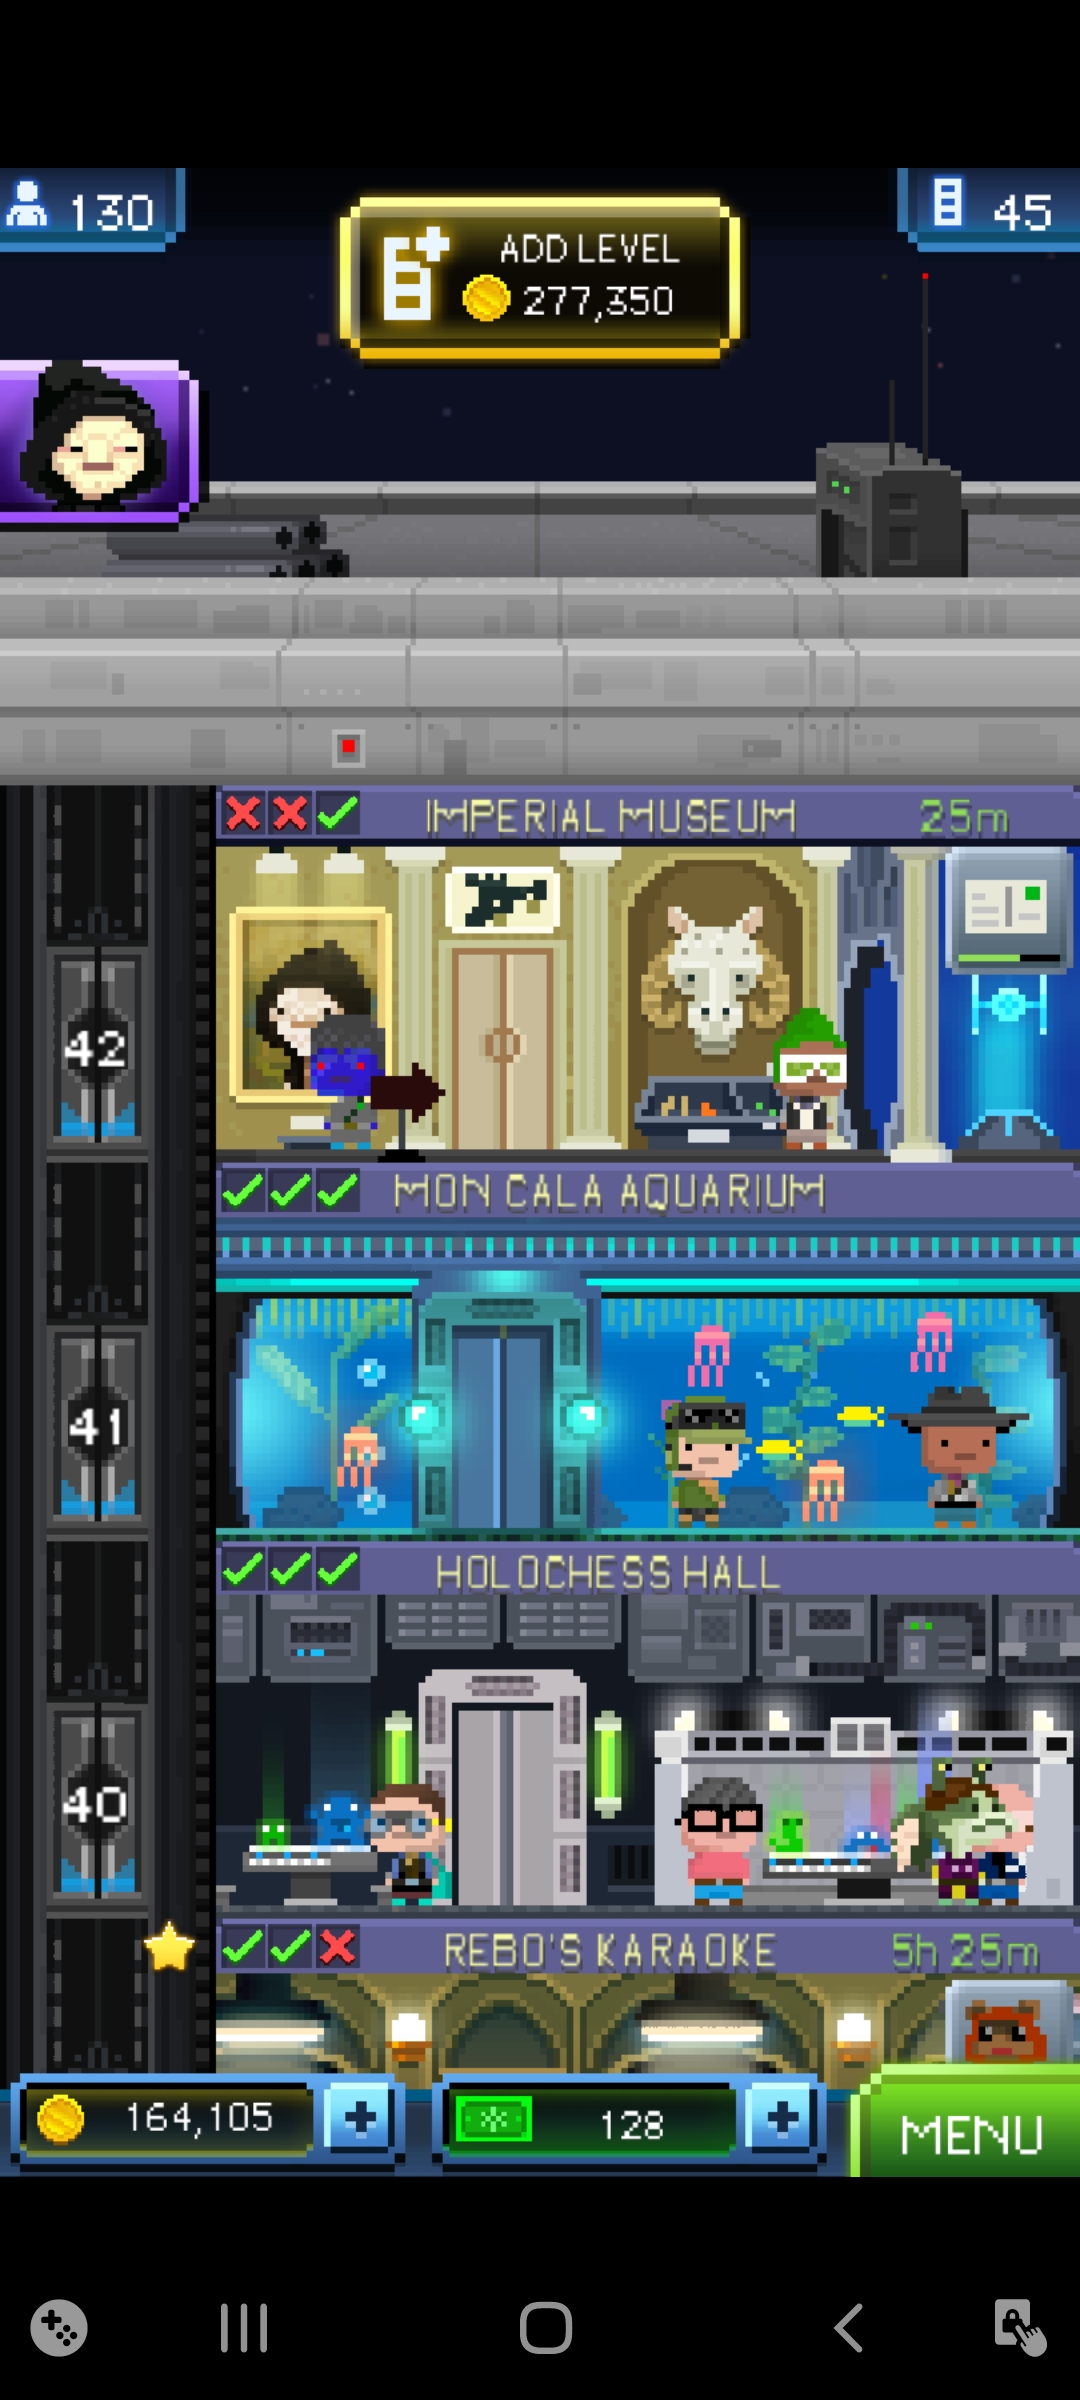 130
ADD LEVEL
277,350
45
IMPERIAL MUSEUM 25m
42
MON CALA AQUARIUM
41
HOLOCHESS HALL
40
REBO'S KARAOKE 5h 25m
164,105 + 128 + MENU